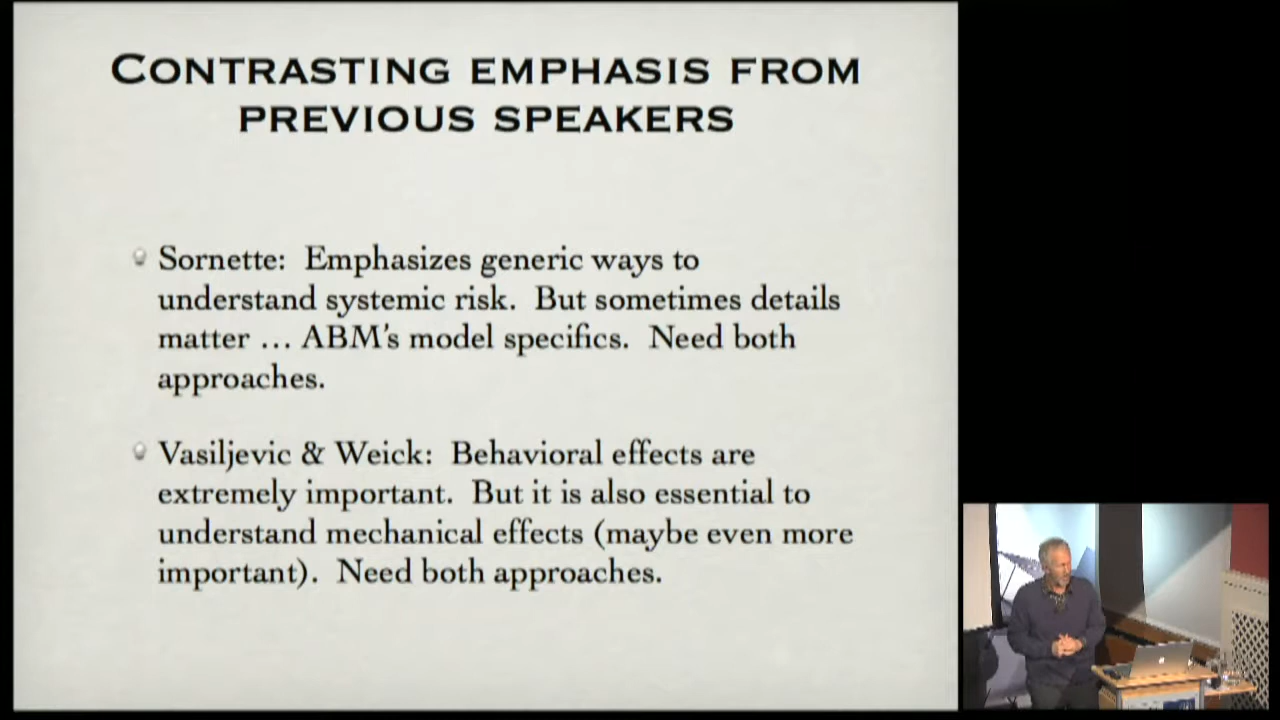 CONTRASTING EMPHASIS FROM
PREVIOUS SPEAKERS
Sornette: Emphasizes generic ways to
understand systemic risk. But sometimes details
matter … ABM's model specifics. Need both
approaches.
Vasiljevic & Weick: Behavioral effects are
extremely important. But it is also essential to
understand mechanical effects (maybe even more
important). Need both approaches.